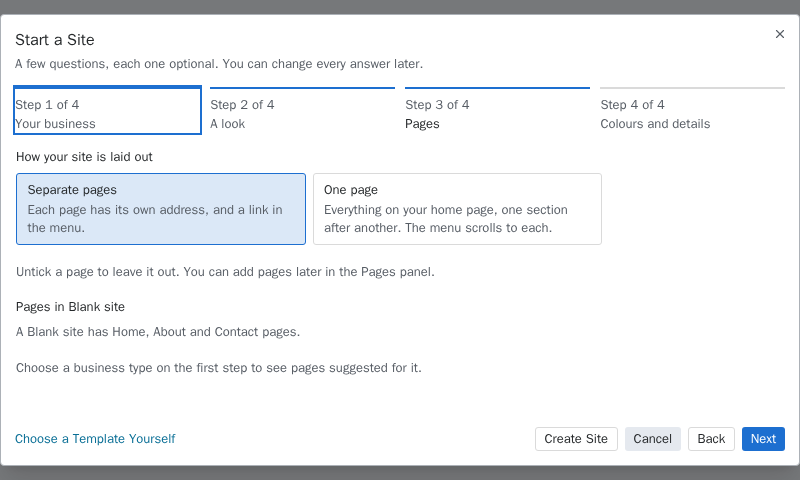 Start a Site
A few questions, each one optional. You can change every answer later.
Step 1 of 4
Your business
Step 2 of 4
A look
Step 3 of 4
Pages
Step 4 of 4
Colours and details
How your site is laid out
Separate pages
Each page has its own address, and a link in
the menu.
One page
Everything on your home page, one section
after another. The menu scrolls to each.
Untick a page to leave it out. You can add pages later in the Pages panel.
Pages in Blank site
A Blank site has Home, About and Contact pages.
Choose a business type on the first step to see pages suggested for it.
Choose a Template Yourself
Create Site
Cancel
Back
Next